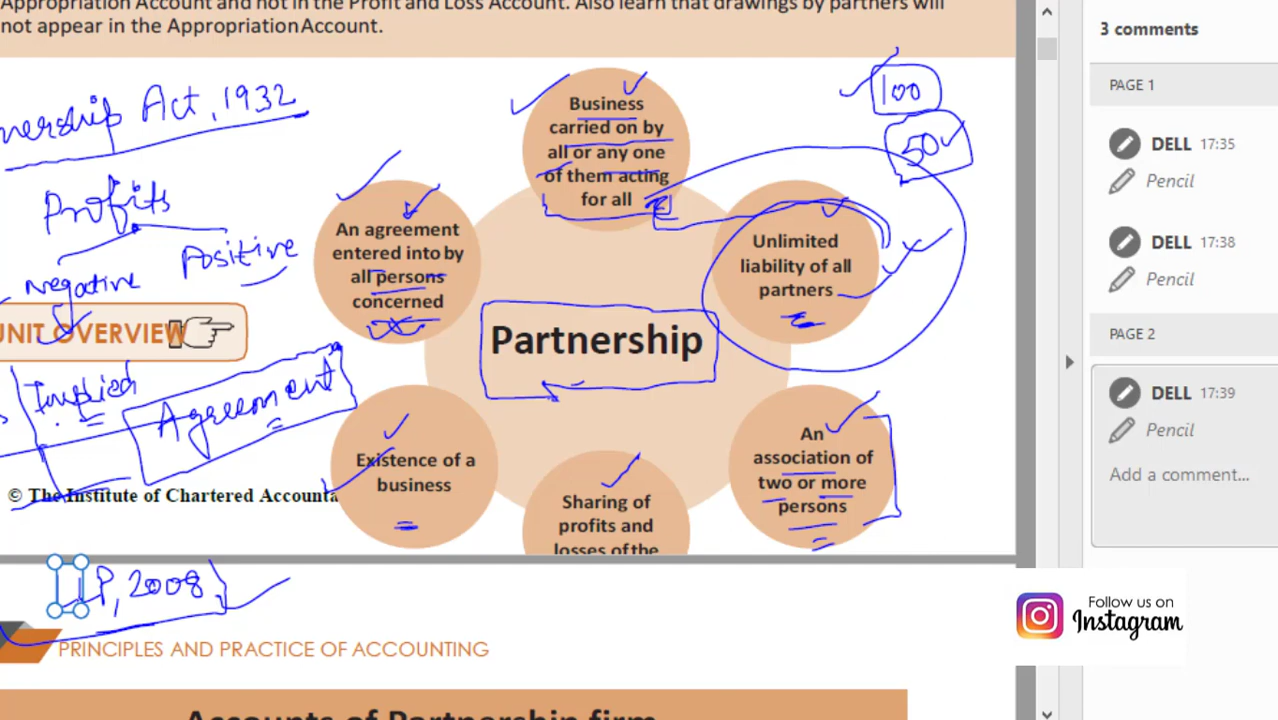 Appropriation Account and not in the Profit and Loss Account. Also learn that drawings by partners will
not appear in the Appropriation Account.
nership Act, 1932
Profits
negative
Positive
UNIT OVERVIEW
Implied
Agreement
© The Institute of Chartered Accounta
Business
carried on by
all or any one
of them acting
for all
100
50
An agreement
entered into by
all persons
concerned
Unlimited
liability of all
partners
Partnership
Existence of a
business
An
association of
two or more
persons
Sharing of
profits and
losses of the
P, 2008
PRINCIPLES AND PRACTICE OF ACCOUNTING
Accounts of Partnership firm
3 comments
PAGE 1
DELL 17:35
Pencil
DELL 17:38
Pencil
PAGE 2
DELL 17:39
Pencil
Add a comment...
Follow us on
Instagram